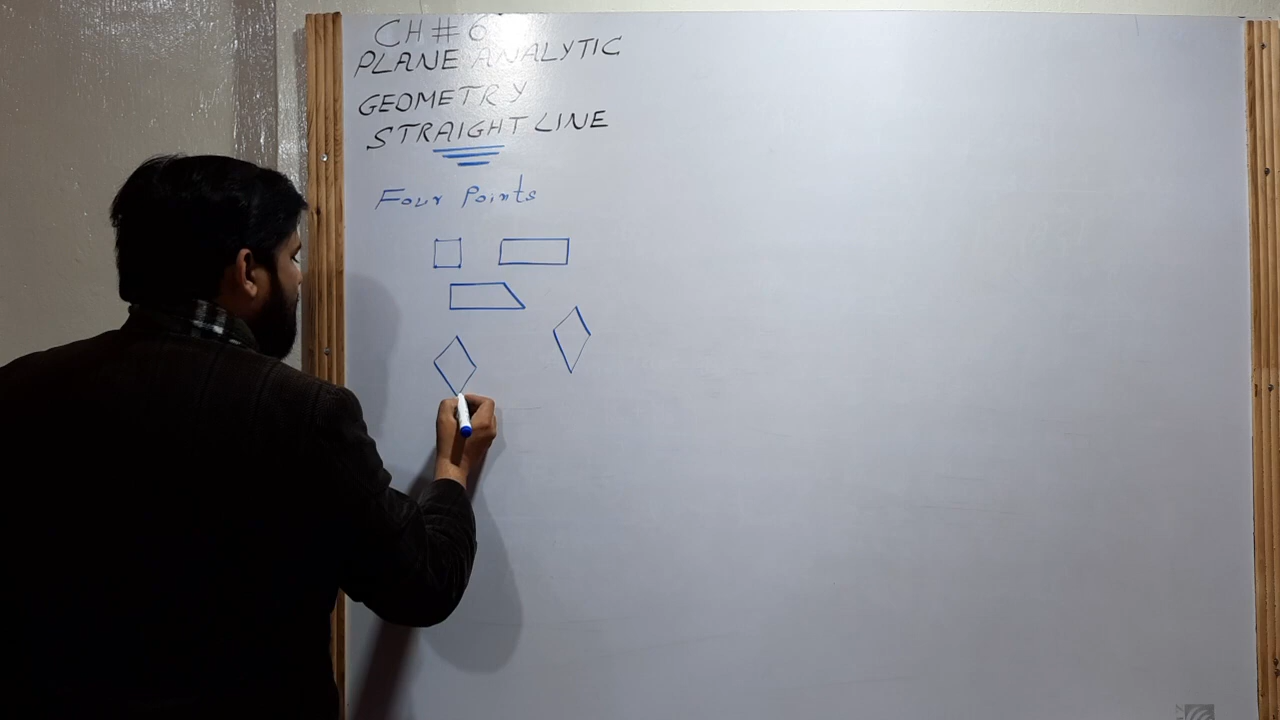 CH # 6
PLANE ANALYTIC
GEOMETRY
STRAIGHT LINE
Four Points